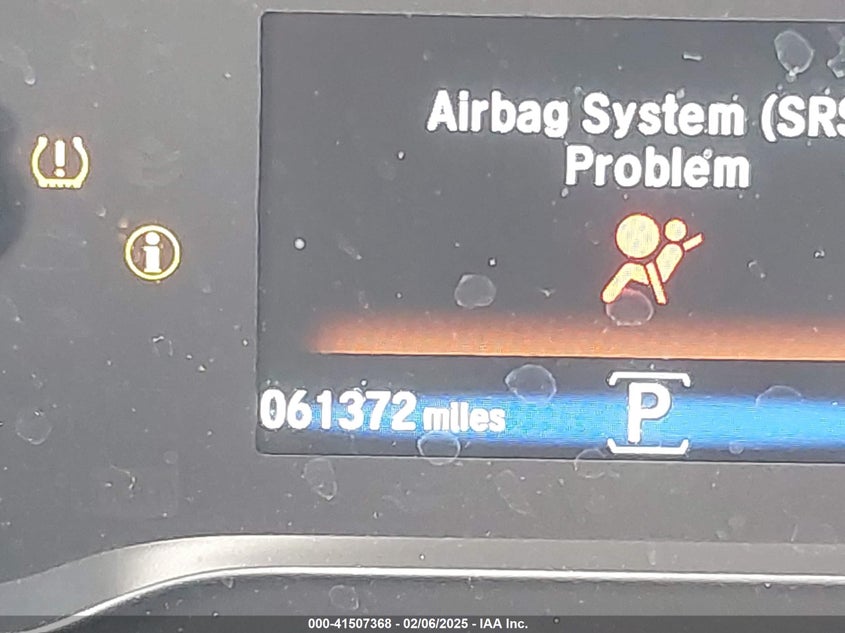 Airbag System (SRS
Problem
061372 miles
P
000-41507368 - 02/06/2025 - IAA Inc.